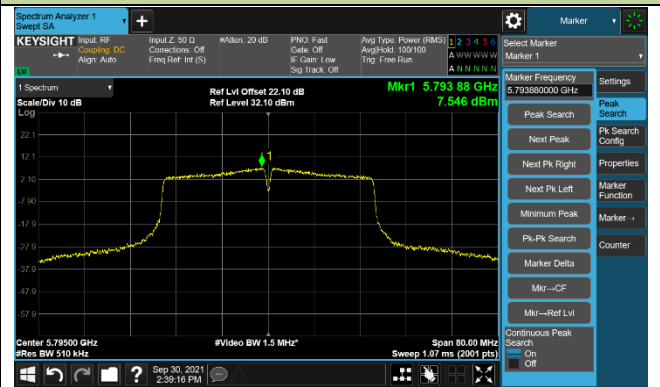 Spectrum Analyzer 1
Swept SA
+
Marker
KEYSIGHT
Input: RF
Coupling: DC
Align: Auto
Input Z: 50 Ω
Corrections: Off
Freq Ref: Int (S)
#Atten: 20 dB
PNO: Fast
Gate: Off
IF Gain: Low
Sig Track: Off
Avg Type: Power (RMS)
Avg|Hold: 100/100
Trig: Free Run
1 2 3 4 5 6
A W W W W W
A N N N N N
LXI
Select Marker
Marker 1
1 Spectrum
Scale/Div 10 dB
Log
Ref Lvl Offset 22.10 dB
Ref Level 32.10 dBm
Mkr1 5.793 88 GHz
7.546 dBm
22.1
12.1
2.10
-7.90
-17.9
-27.9
-37.9
-47.9
-57.9
1
Center 5.79500 GHz
#Res BW 510 kHz
#Video BW 1.5 MHz*
Span 80.00 MHz
Sweep 1.07 ms (2001 pts)
Marker Frequency
5.793880000 GHz
Peak Search
Next Peak
Next Pk Right
Next Pk Left
Minimum Peak
Pk-Pk Search
Marker Delta
Mkr→CF
Mkr→Ref Lvl
Continuous Peak
Search
On
Off
Settings
Peak
Search
Pk Search
Config
Properties
Marker
Function
Marker→
Counter
?
Sep 30, 2021
2:39:16 PM